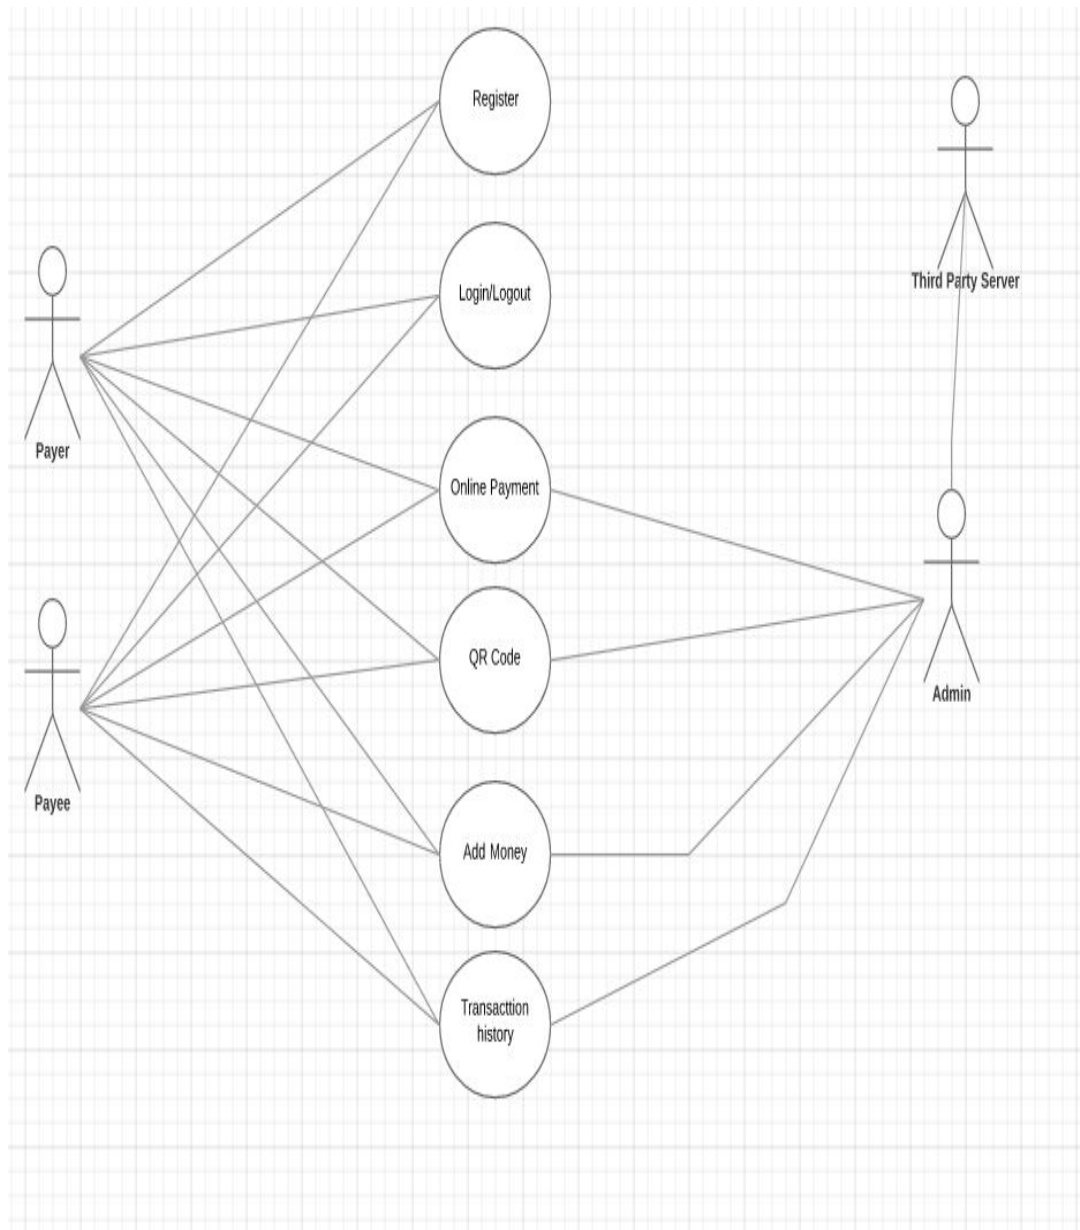 Register
Third Party Server
Login/Logout
Payer
Online Payment
QR Code
Admin
Payee
Add Money
Transacttion
history